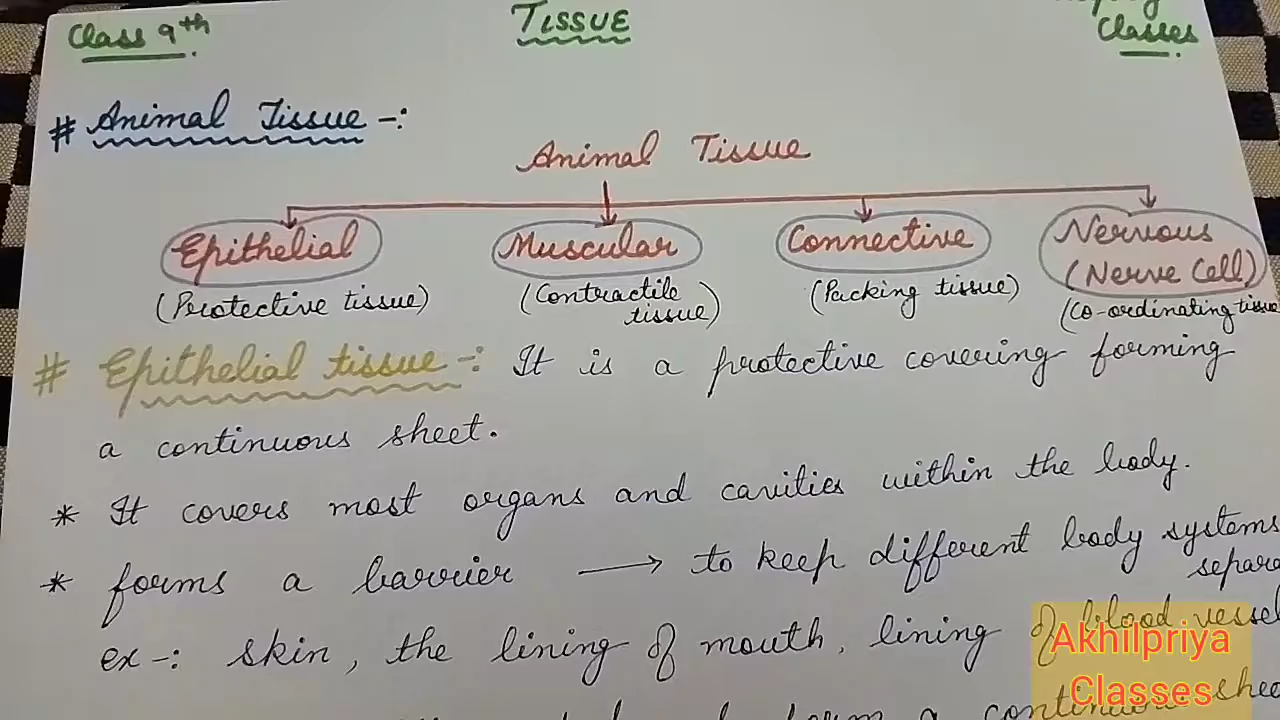 Class 9th
TISSUE
Classes
# Animal Tissue -:
Animal Tissue
Epithelial
(Protective tissue)
Muscular
(Contractile tissue)
Connective
(Packing tissue)
Nervous
(Nerve Cell)
(Co-ordinating tissue
# Epithelial tissue -: It is a protective covering forming
a continuous sheet.
* It covers most organs and cavities within the body.
* forms a barrier → to keep different body systems
ex -: skin, the lining of mouth, lining of blood vessel
form a continuous
Akhilpriya
Classes